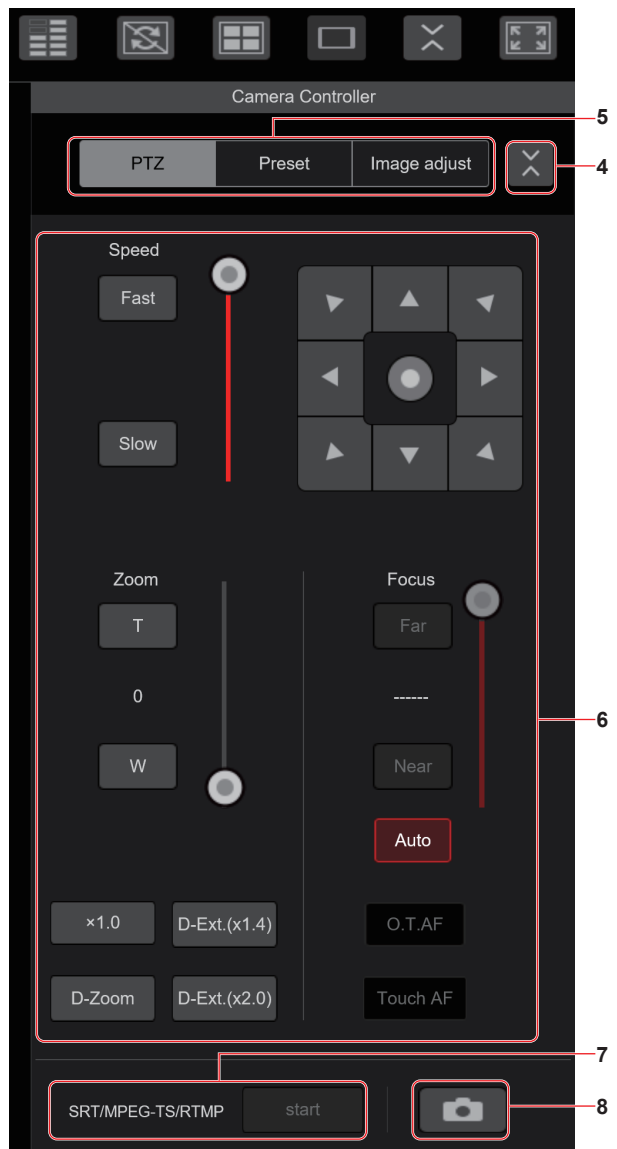 Camera Controller
5
PTZ Preset Image adjust
4
Speed
Fast
Slow
Zoom Focus
T Far
0 ------
6
W Near
Auto
×1.0 D-Ext.(x1.4) O.T.AF
D-Zoom D-Ext.(x2.0) Touch AF
7
SRT/MPEG-TS/RTMP start
8